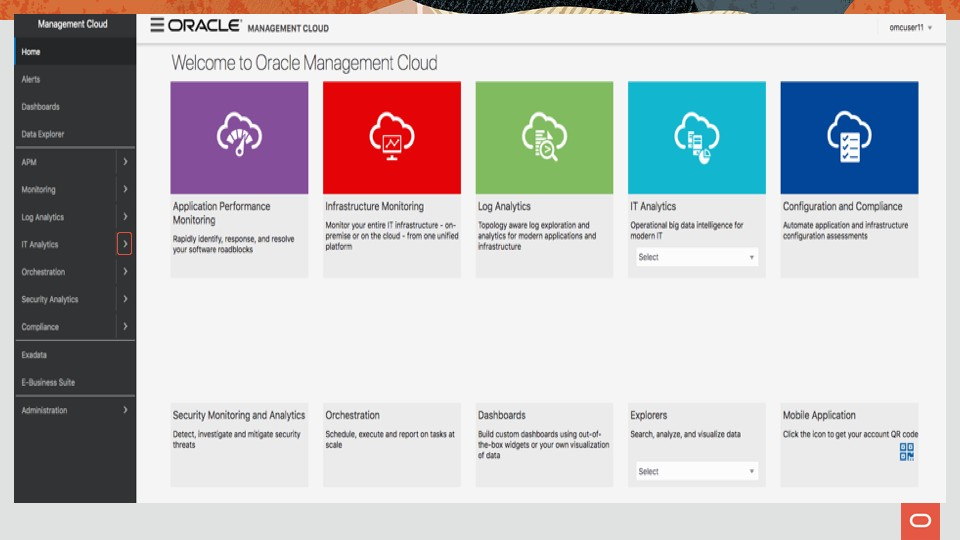 Management Cloud
ORACLE MANAGEMENT CLOUD
omcuser11
Home
Alerts
Dashboards
Data Explorer
APM
Monitoring
Log Analytics
IT Analytics
Orchestration
Security Analytics
Compliance
Exadata
E-Business Suite
Administration
Welcome to Oracle Management Cloud
Application Performance
Monitoring
Rapidly identify, response, and resolve
your software roadblocks
Infrastructure Monitoring
Monitor your entire IT infrastructure - on-
premise or on the cloud - from one unified
platform
Log Analytics
Topology aware log exploration and
analytics for modern applications and
infrastructure
IT Analytics
Operational big data intelligence for
modern IT
Select
Configuration and Compliance
Automate application and infrastructure
configuration assessments
Security Monitoring and Analytics
Detect, investigate and mitigate security
threats
Orchestration
Schedule, execute and report on tasks at
scale
Dashboards
Build custom dashboards using out-of-
the-box widgets or your own visualization
of data
Explorers
Search, analyze, and visualize data
Select
Mobile Application
Click the icon to get your account QR code